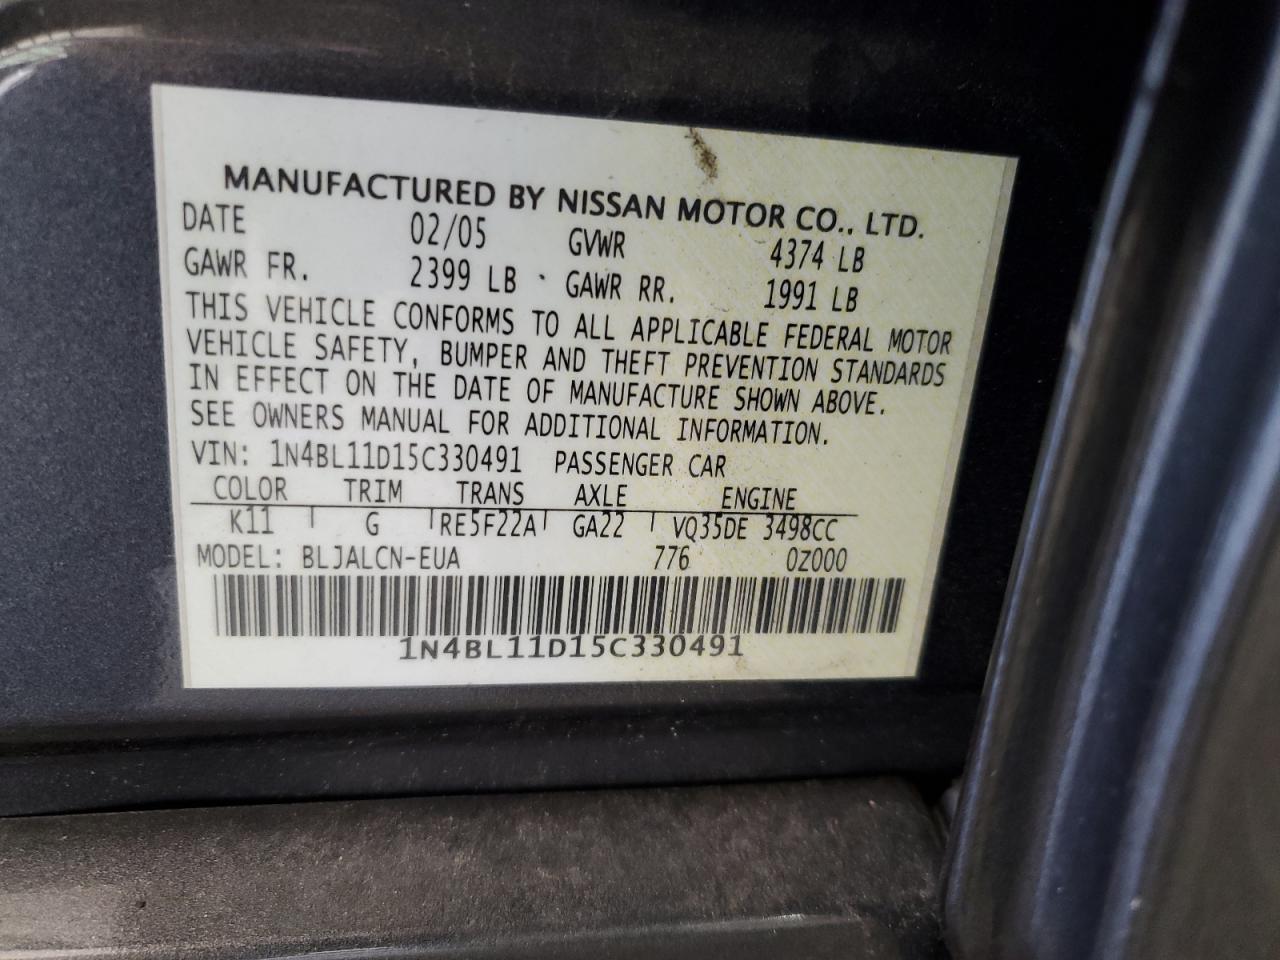 MANUFACTURED BY NISSAN MOTOR CO., LTD.
DATE 02/05 GVWR 4374 LB
GAWR FR. 2399 LB GAWR RR. 1991 LB
THIS VEHICLE CONFORMS TO ALL APPLICABLE FEDERAL MOTOR
VEHICLE SAFETY, BUMPER AND THEFT PREVENTION STANDARDS
IN EFFECT ON THE DATE OF MANUFACTURE SHOWN ABOVE.
SEE OWNERS MANUAL FOR ADDITIONAL INFORMATION.
VIN: 1N4BL11D15C330491 PASSENGER CAR
COLOR TRIM TRANS AXLE ENGINE
K11 G RE5F22A GA22 VQ35DE 3498CC
MODEL: BLJALCN-EUA 776 0Z000
1N4BL11D15C330491